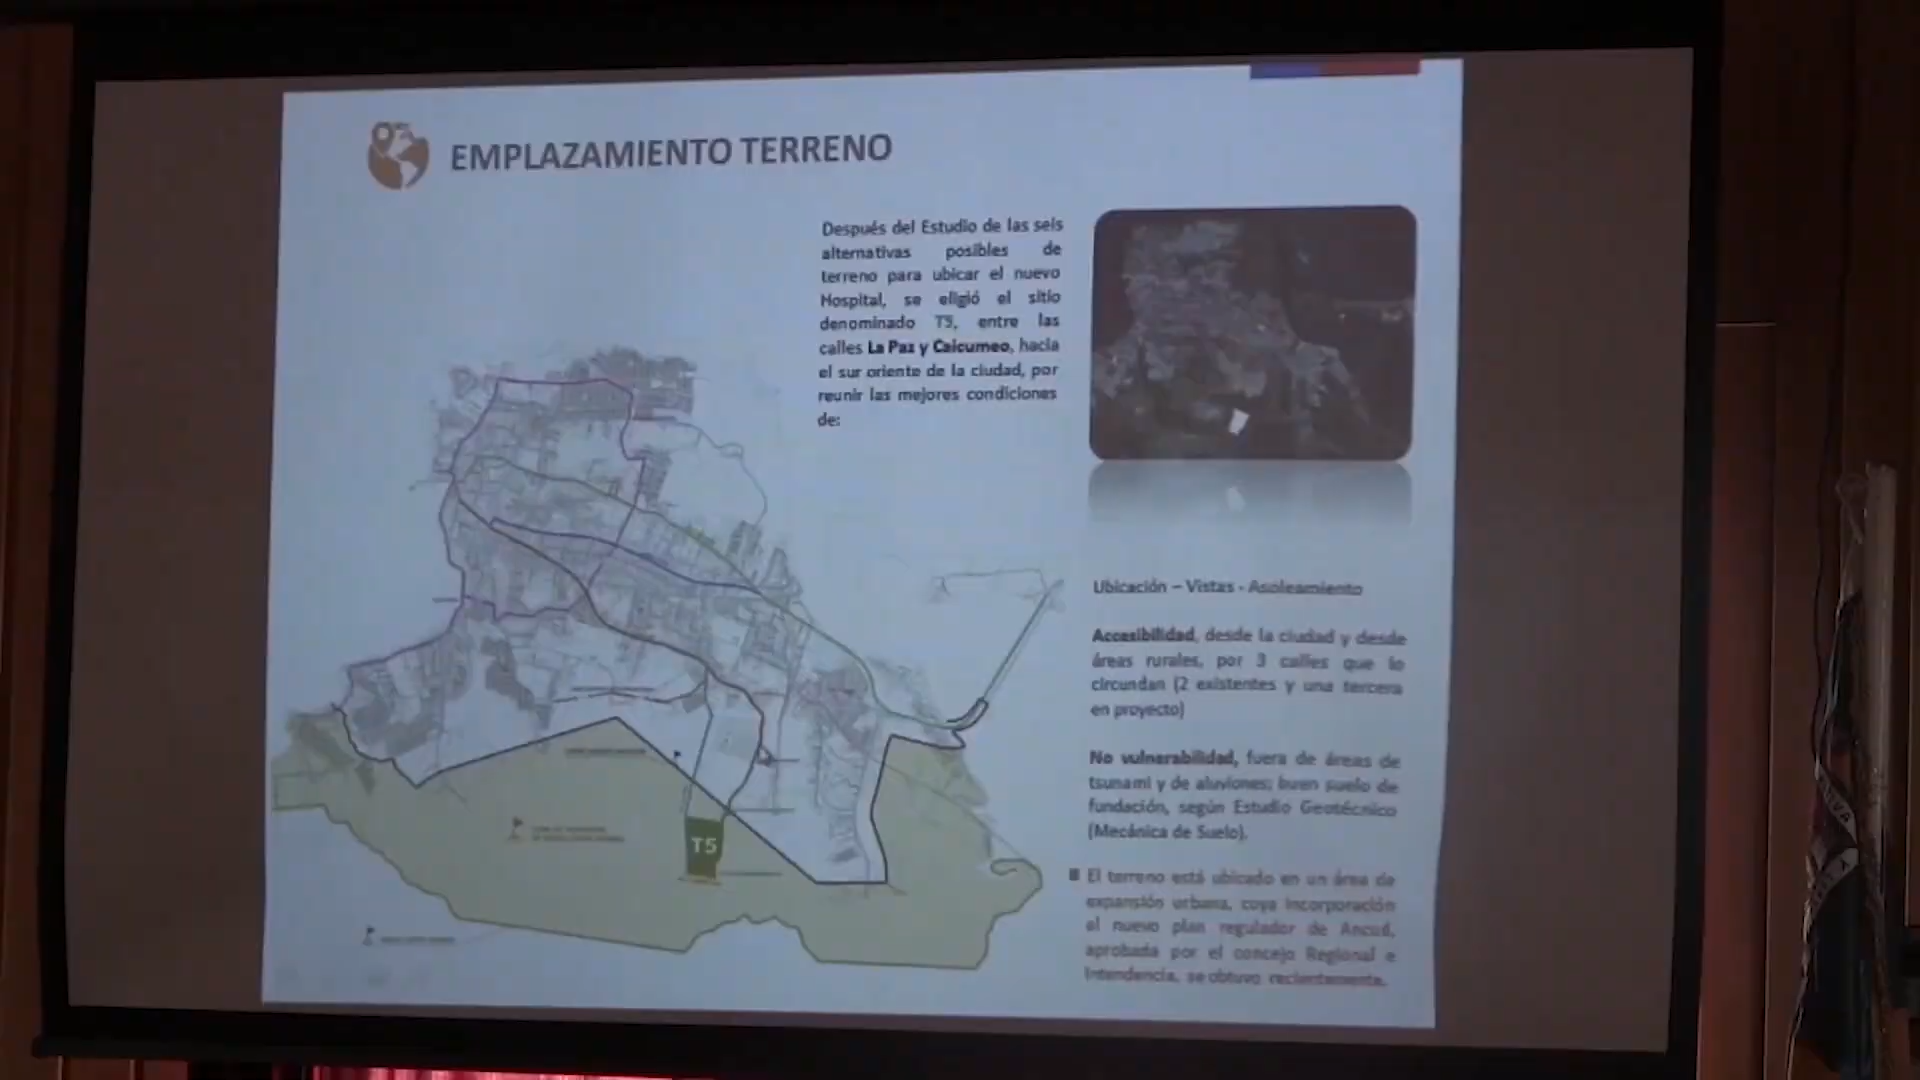 EMPLAZAMIENTO TERRENO
Después del Estudio de las seis
alternativas posibles de
terreno para ubicar el nuevo
Hospital, se eligió el sitio
denominado T5, entre las
calles La Paz y Caicumeo, hacia
el sur oriente de la ciudad, por
reunir las mejores condiciones
de:
Ubicación – Vistas - Asoleamiento
Accesibilidad, desde la ciudad y desde
áreas rurales, por 3 calles que lo
circundan (2 existentes y una tercera
en proyecto)
No vulnerabilidad, fuera de áreas de
tsunami y de aluviones; buen suelo de
fundación, según Estudio Geotécnico
(Mecánica de Suelo).
El terreno está ubicado en un área de
expansión urbana, cuya incorporación
al nuevo plan regulador de Ancud,
aprobada por el concejo Regional e
Intendencia, se obtuvo recientemente.
T5